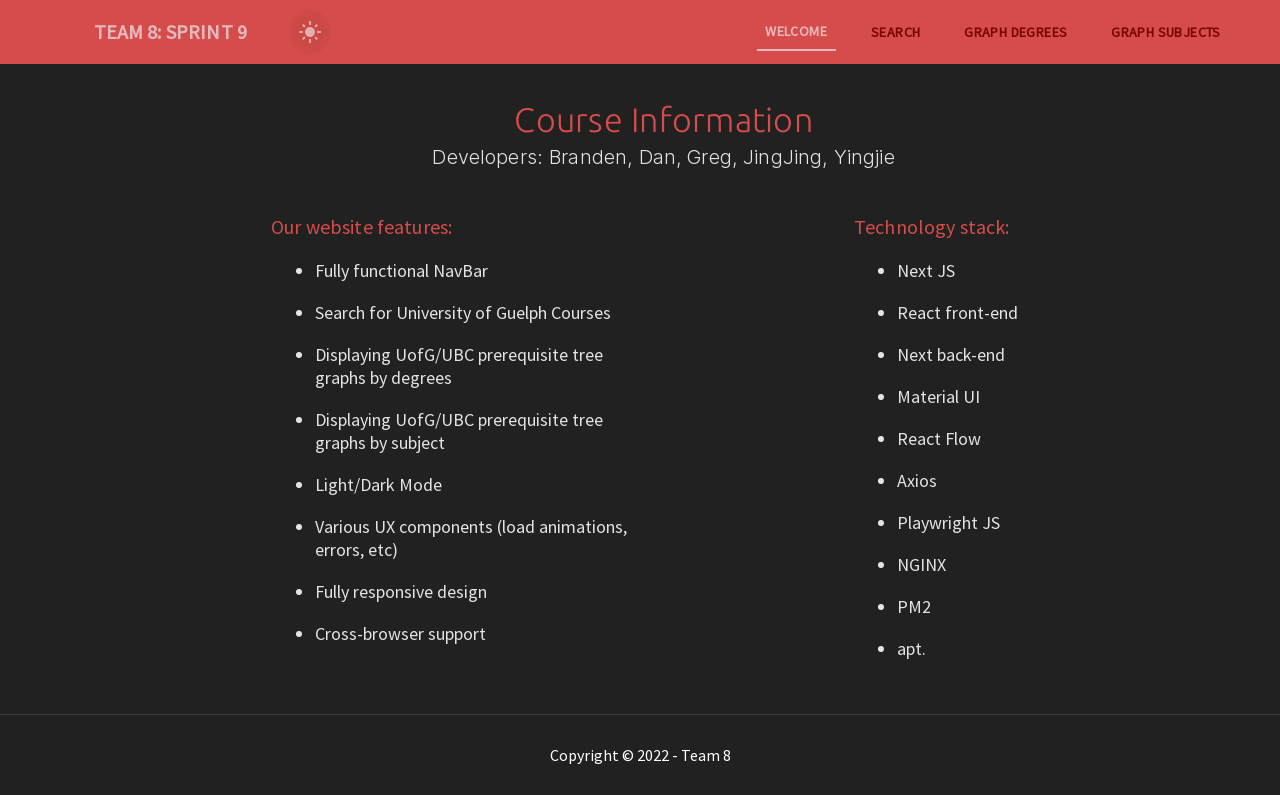 TEAM 8: SPRINT 9
WELCOME
SEARCH
GRAPH DEGREES
GRAPH SUBJECTS
Course Information
Developers: Branden, Dan, Greg, JingJing, Yingjie
Our website features:
• Fully functional NavBar
• Search for University of Guelph Courses
• Displaying UofG/UBC prerequisite tree
graphs by degrees
• Displaying UofG/UBC prerequisite tree
graphs by subject
• Light/Dark Mode
• Various UX components (load animations,
errors, etc)
• Fully responsive design
• Cross-browser support
Technology stack:
• Next JS
• React front-end
• Next back-end
• Material UI
• React Flow
• Axios
• Playwright JS
• NGINX
• PM2
• apt.
Copyright © 2022 - Team 8